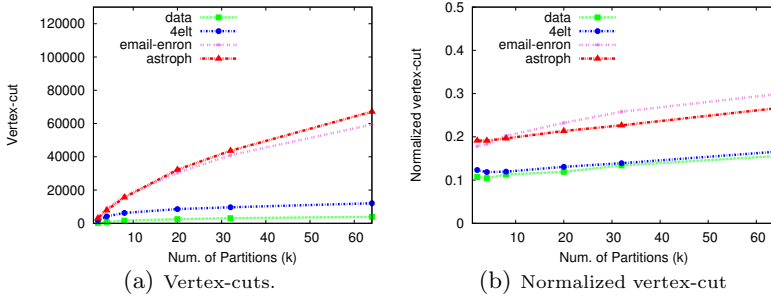 data
4elt
email-enron
astroph
120000
100000
80000
60000
40000
20000
0
Vertex-cut
10 20 30 40 50 60
Num. of Partitions (k)
(a) Vertex-cuts.
data
4elt
email-enron
astroph
0.5
0.4
0.3
0.2
0.1
0
Normalized vertex-cut
10 20 30 40 50 60
Num. of Partitions (k)
(b) Normalized vertex-cut